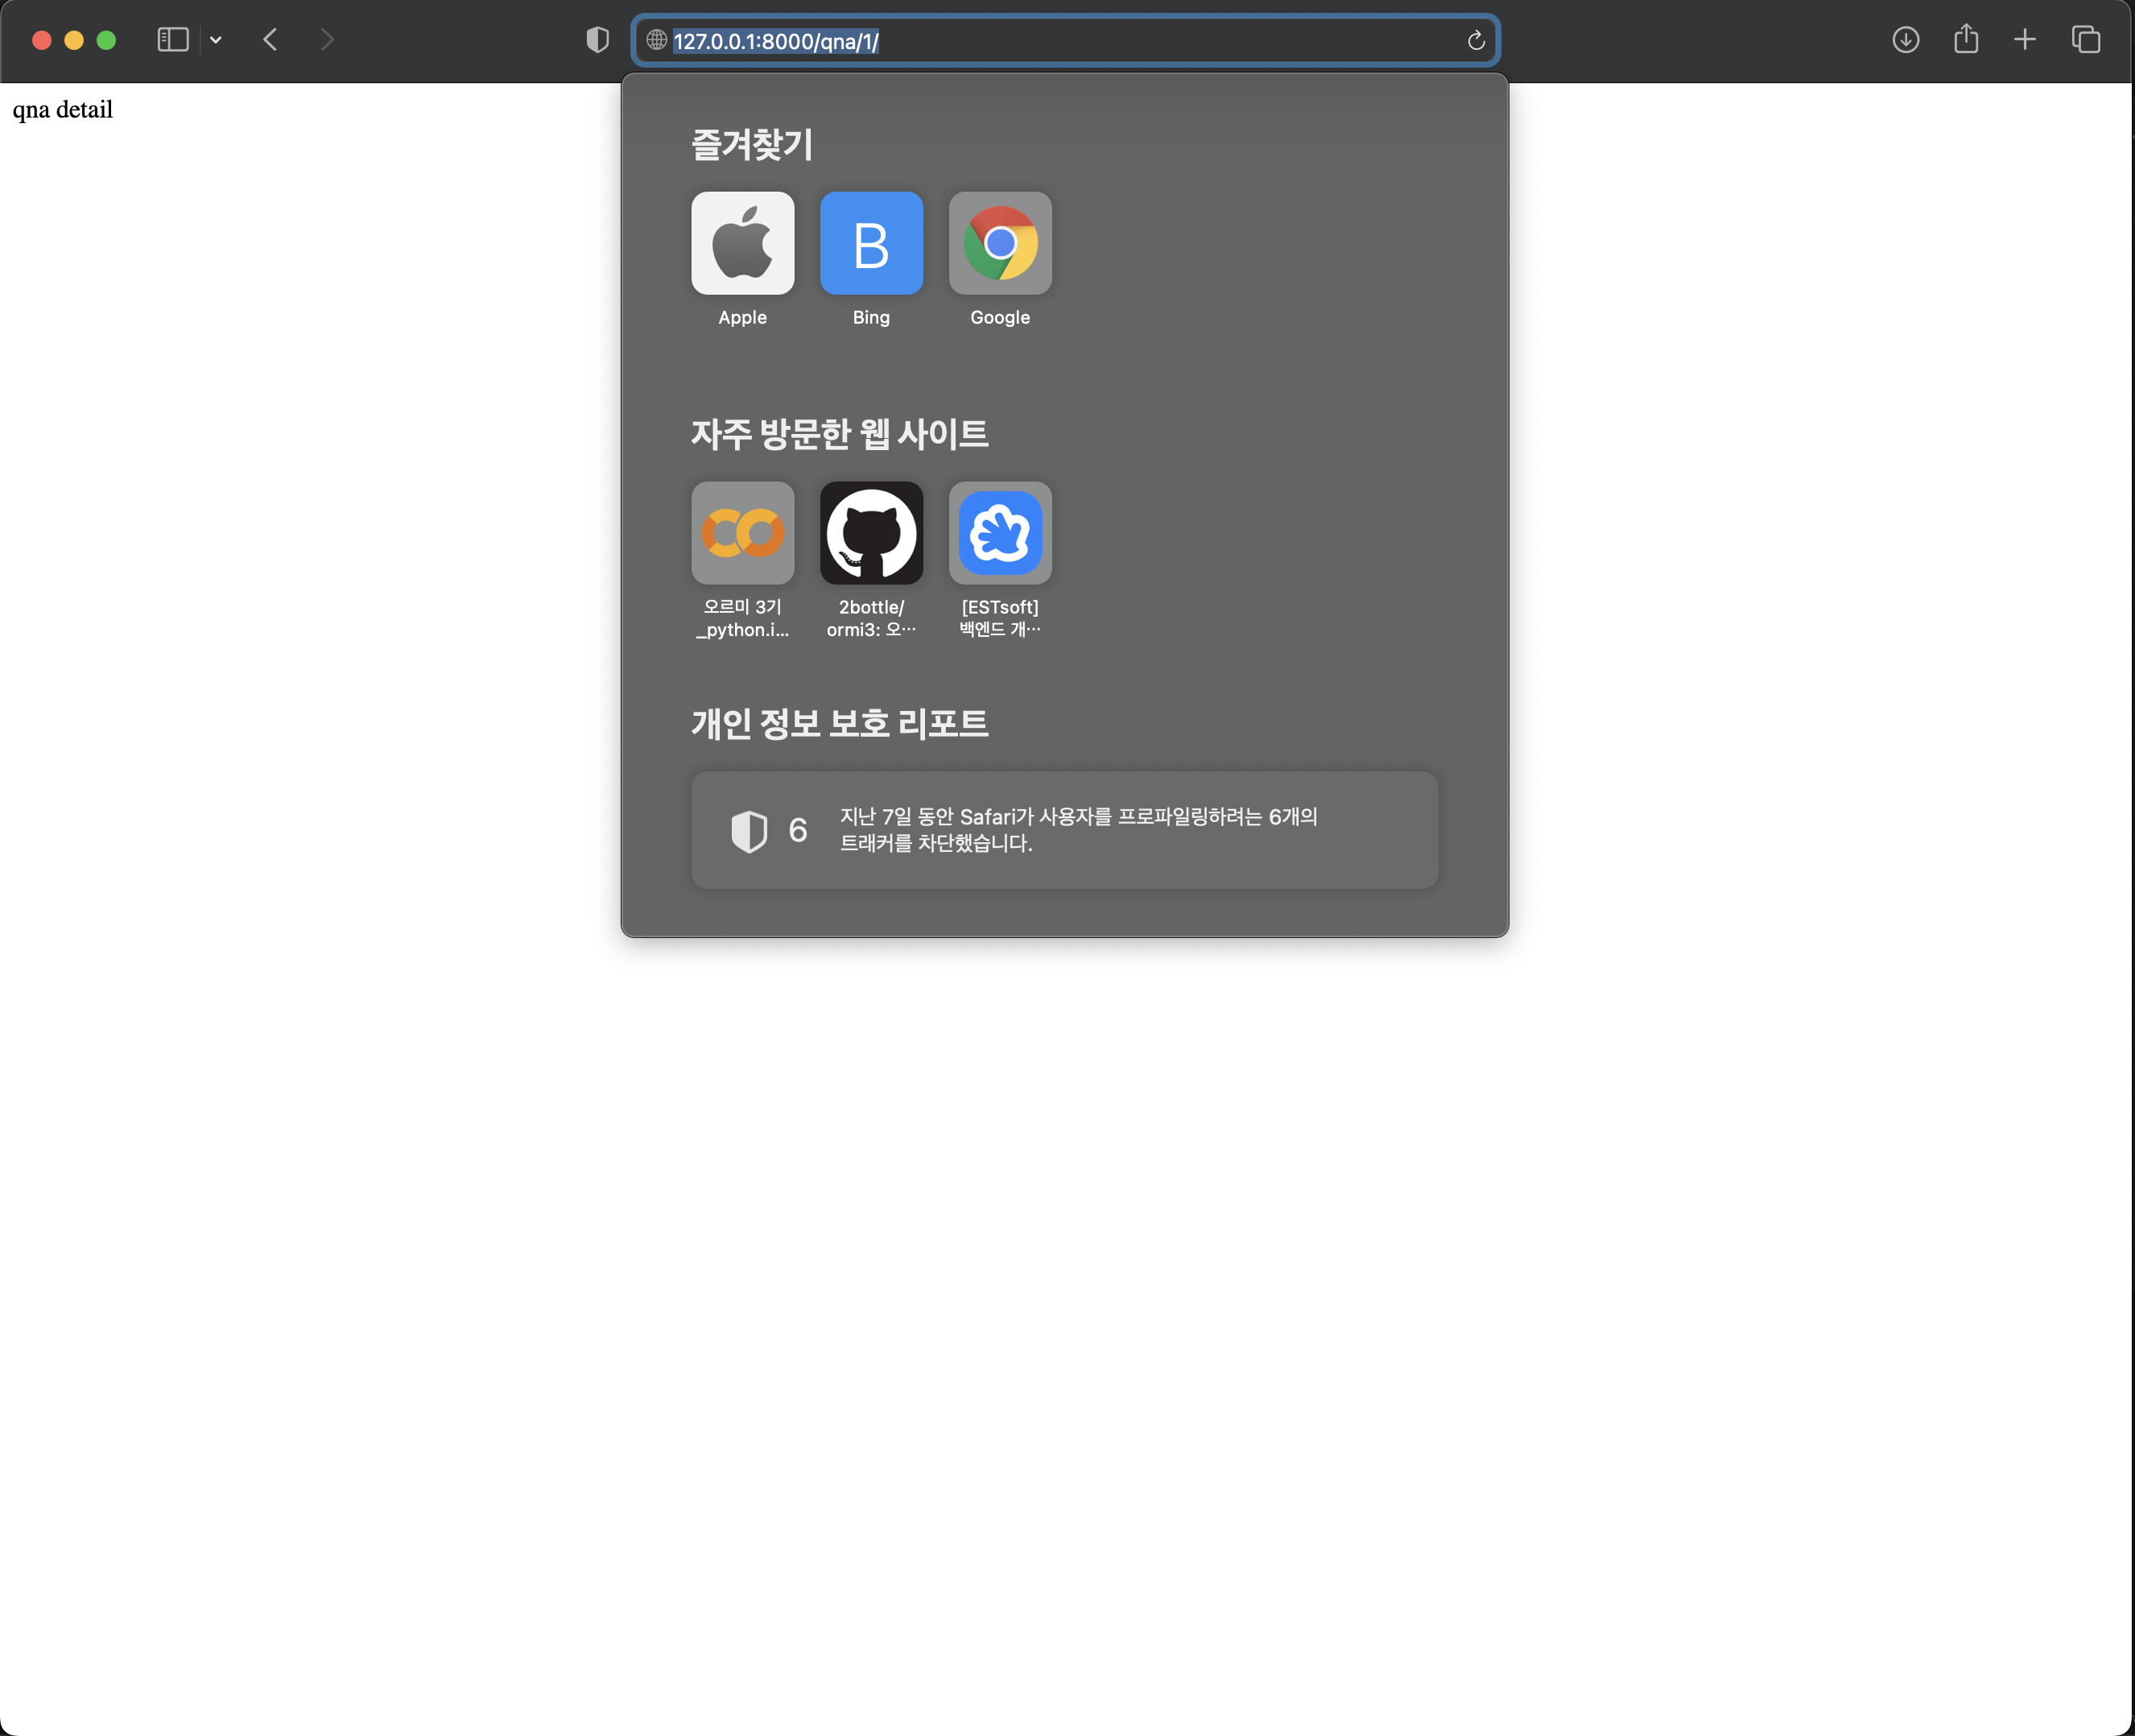 127.0.0.1:8000/qna/1/
qna detail
즐겨찾기
B
Apple
Bing
Google
자주 방문한 웹 사이트
오르미 3기
_python.i...
2bottle/
ormi3: 오…
[ESTsoft]
백엔드 개…
개인 정보 보호 리포트
6
지난 7일 동안 Safari가 사용자를 프로파일링하려는 6개의
트래커를 차단했습니다.